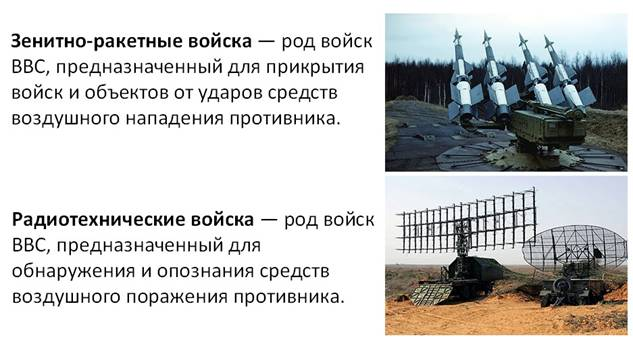 Зенитно-ракетные войска — род войск
ВВС, предназначенный для прикрытия
войск и объектов от ударов средств
воздушного нападения противника.
Радиотехнические войска — род войск
ВВС, предназначенный для
обнаружения и опознания средств
воздушного поражения противника.